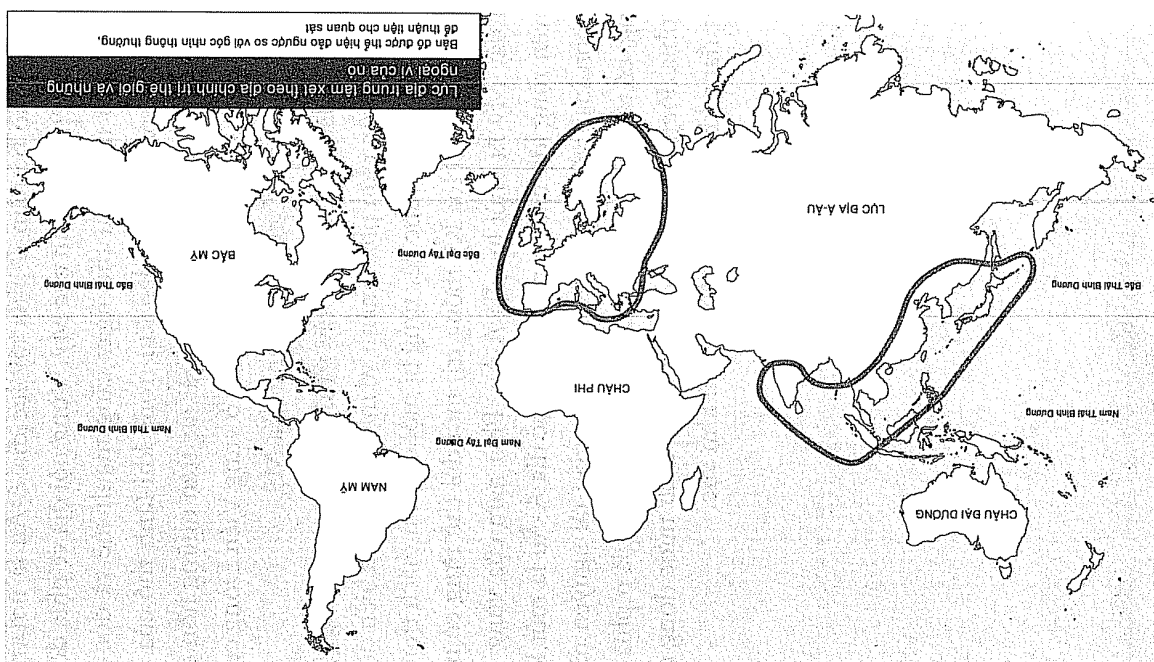 CHÂU ĐẠI DƯƠNG
NAM MỸ
Nam Thái Bình Dương
Nam Đại Tây Dương
Nam Thái Bình Dương
CHÂU PHI
Bắc Thái Bình Dương
Bắc Đại Tây Dương
Bắc Thái Bình Dương
BẮC MỸ
LỤC ĐỊA Á-ÂU
Lục địa trung tâm xét theo địa chính trị thế giới và những
ngoại vi của nó
Bản đồ được thể hiện đảo ngược so với góc nhìn thông thường,
để thuận tiện cho quan sát